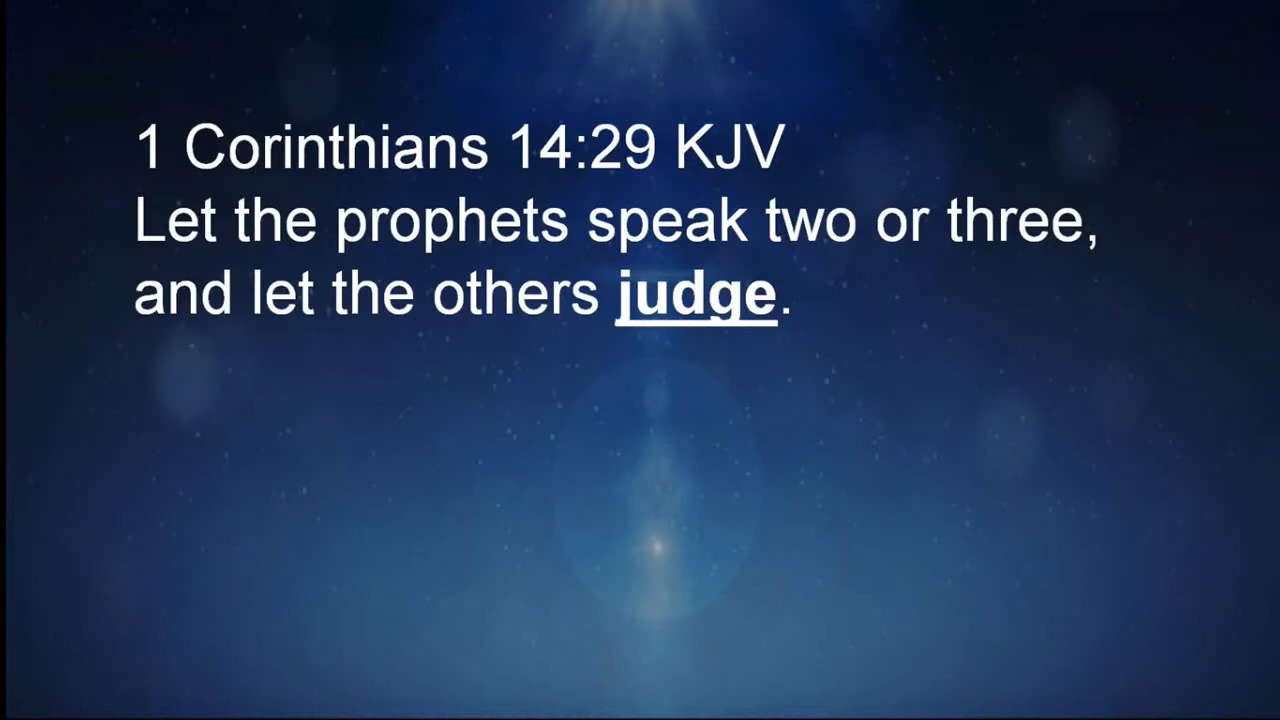 1 Corinthians 14:29 KJV
Let the prophets speak two or three,
and let the others judge.